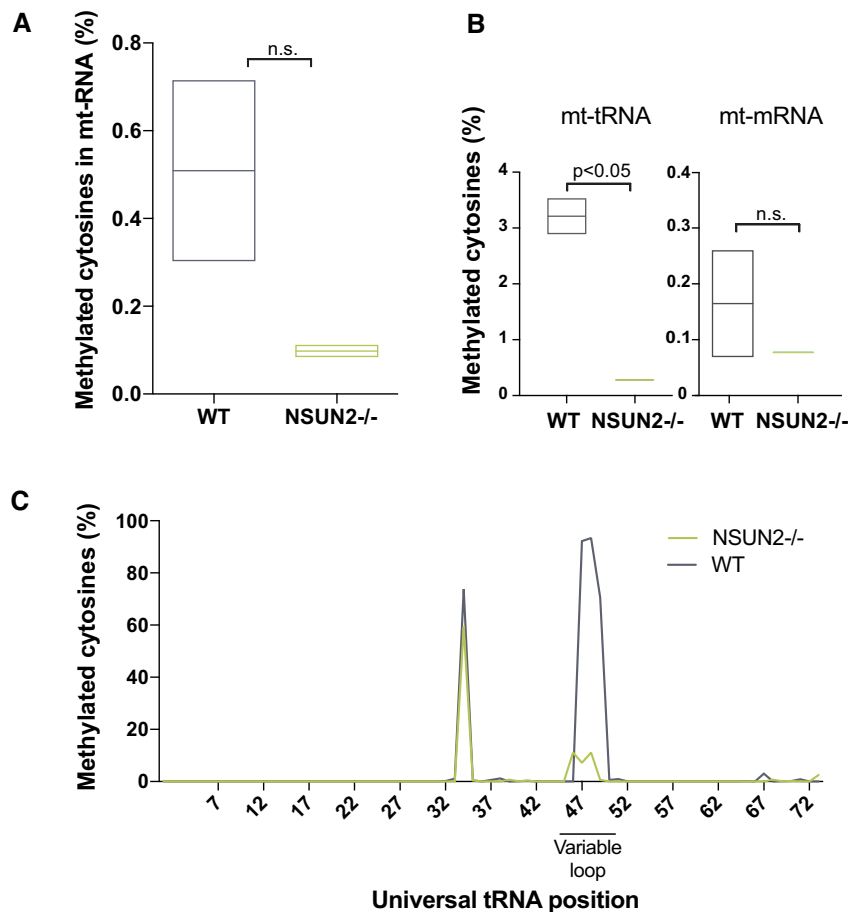 A
Methylated cytosines in mt-RNA (%)
0.8
0.6
0.4
0.2
0.0
n.s.
WT
NSUN2-/-
B
Methylated cytosines (%)
mt-tRNA
4
3
2
1
0
p<0.05
WT
NSUN2-/-
mt-mRNA
0.4
0.3
0.2
0.1
0
n.s.
WT
NSUN2-/-
C
Methylated cytosines (%)
100
80
60
40
20
0
NSUN2-/-
WT
7 12 17 22 27 32 37 42 47 52 57 62 67 72
Variable
loop
Universal tRNA position